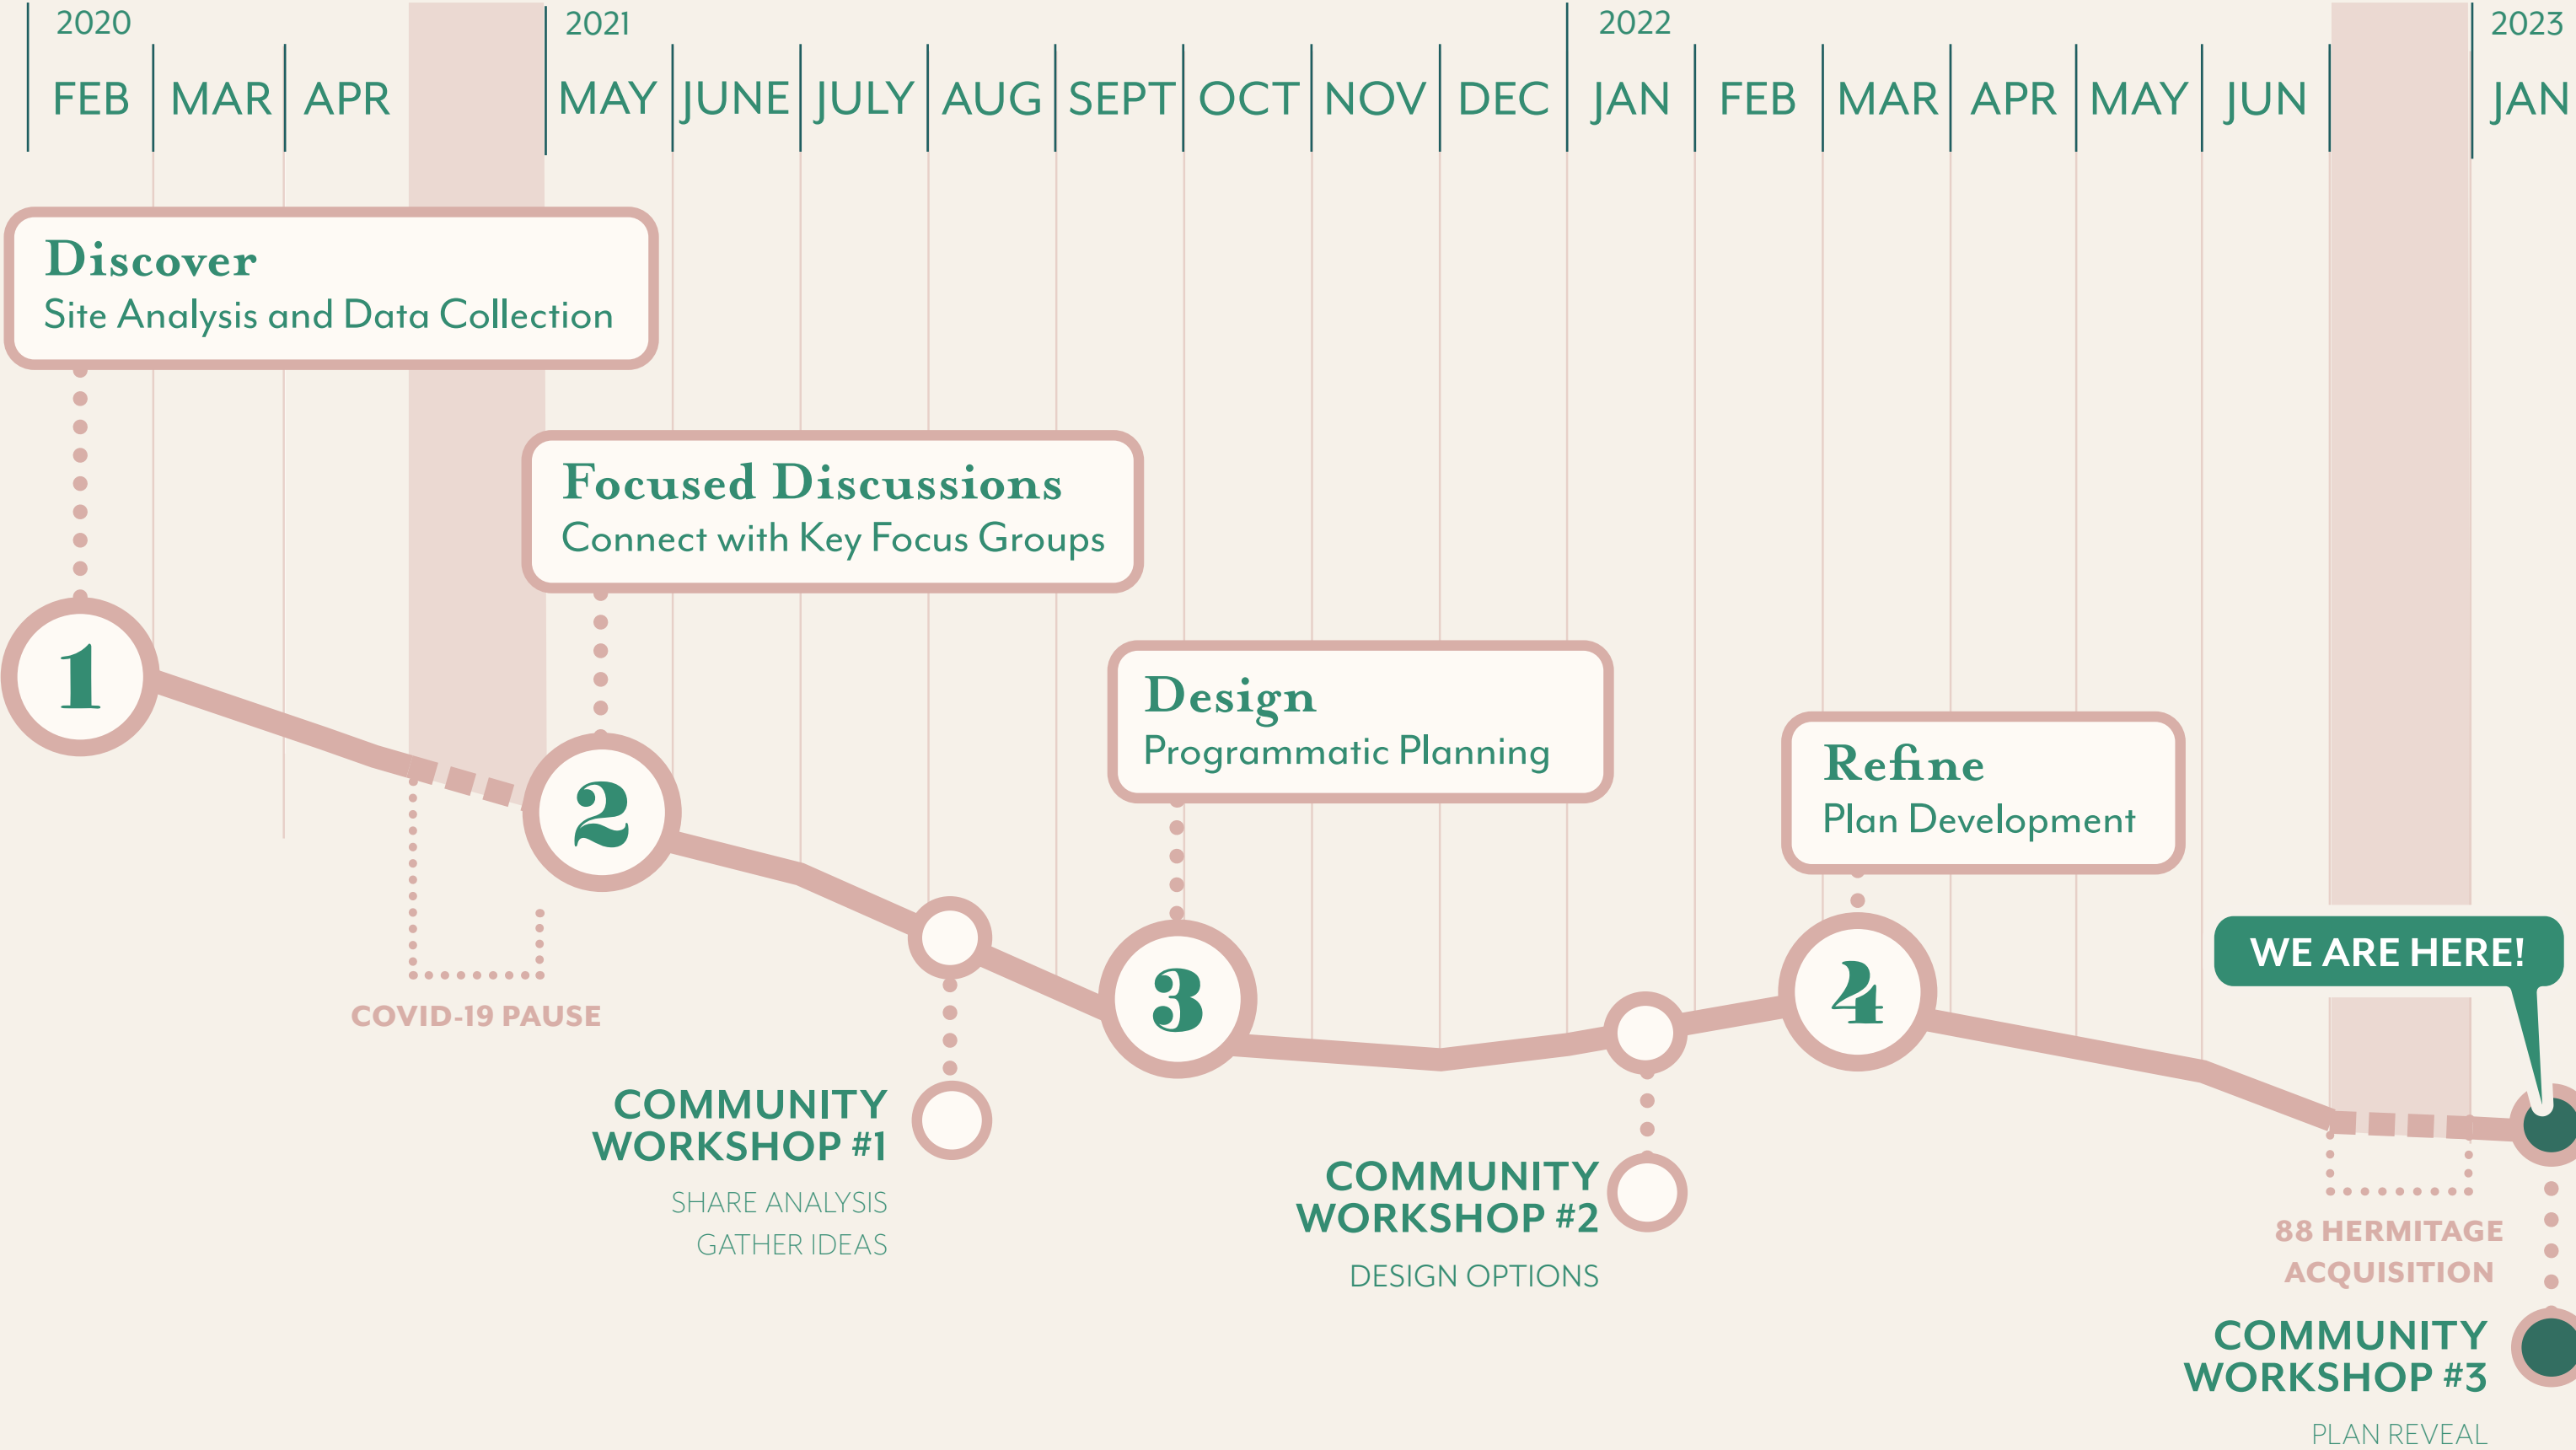 2020
2021
2022
2023
FEB MAR APR MAY JUNE JULY AUG SEPT OCT NOV DEC JAN FEB MAR APR MAY JUN JAN
Discover
Site Analysis and Data Collection
Focused Discussions
Connect with Key Focus Groups
Design
Programmatic Planning
Refine
Plan Development
1
2
3
4
WE ARE HERE!
COVID-19 PAUSE
COMMUNITY
WORKSHOP #1
SHARE ANALYSIS
GATHER IDEAS
COMMUNITY
WORKSHOP #2
DESIGN OPTIONS
88 HERMITAGE
ACQUISITION
COMMUNITY
WORKSHOP #3
PLAN REVEAL